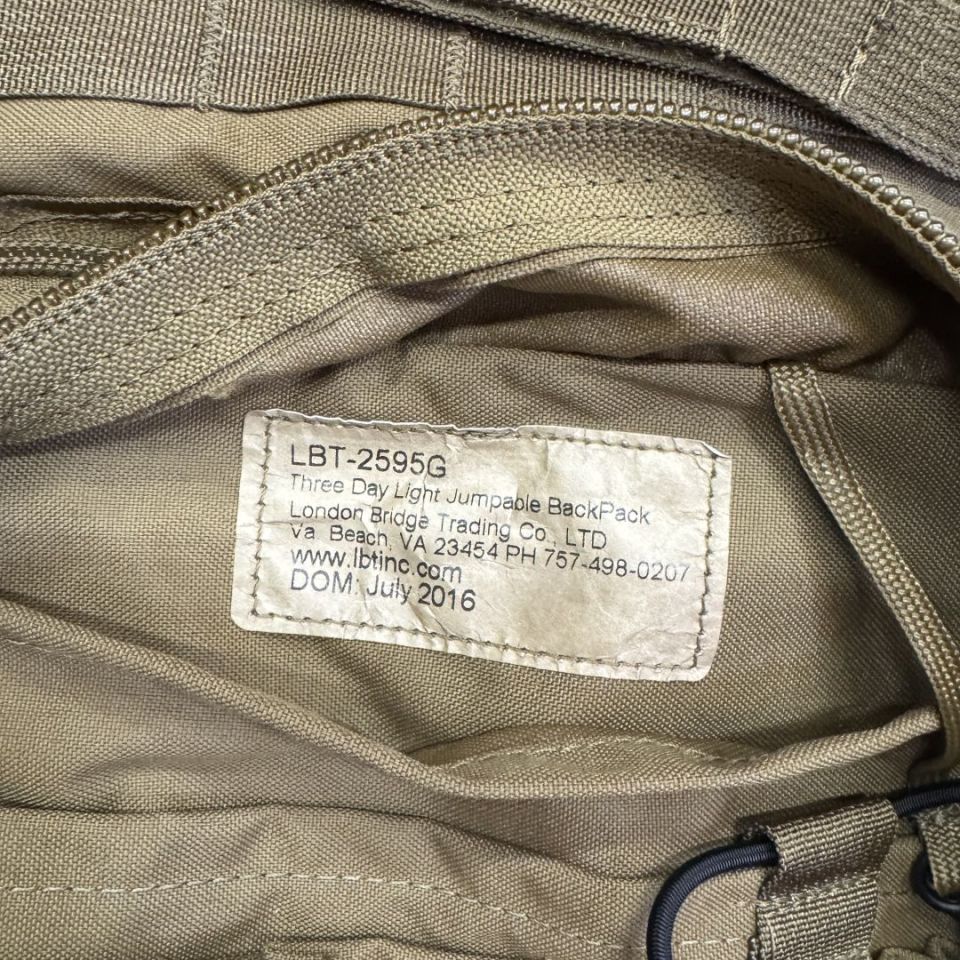 LBT-2595G
Three Day Light Jumpable BackPack
London Bridge Trading Co., LTD
Va. Beach, VA 23454 PH 757-498-0207
www.lbtinc.com
DOM: July 2016